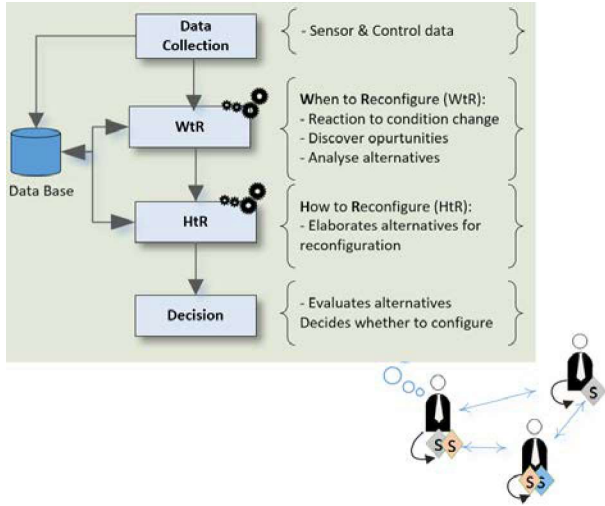 Data
Collection
- Sensor & Control data
WtR
When to Reconfigure (WtR):
- Reaction to condition change
- Discover opurtunities
- Analyse alternatives
Data Base
HtR
How to Reconfigure (HtR):
- Elaborates alternatives for
reconfiguration
Decision
- Evaluates alternatives
Decides whether to configure
S
S S
S S